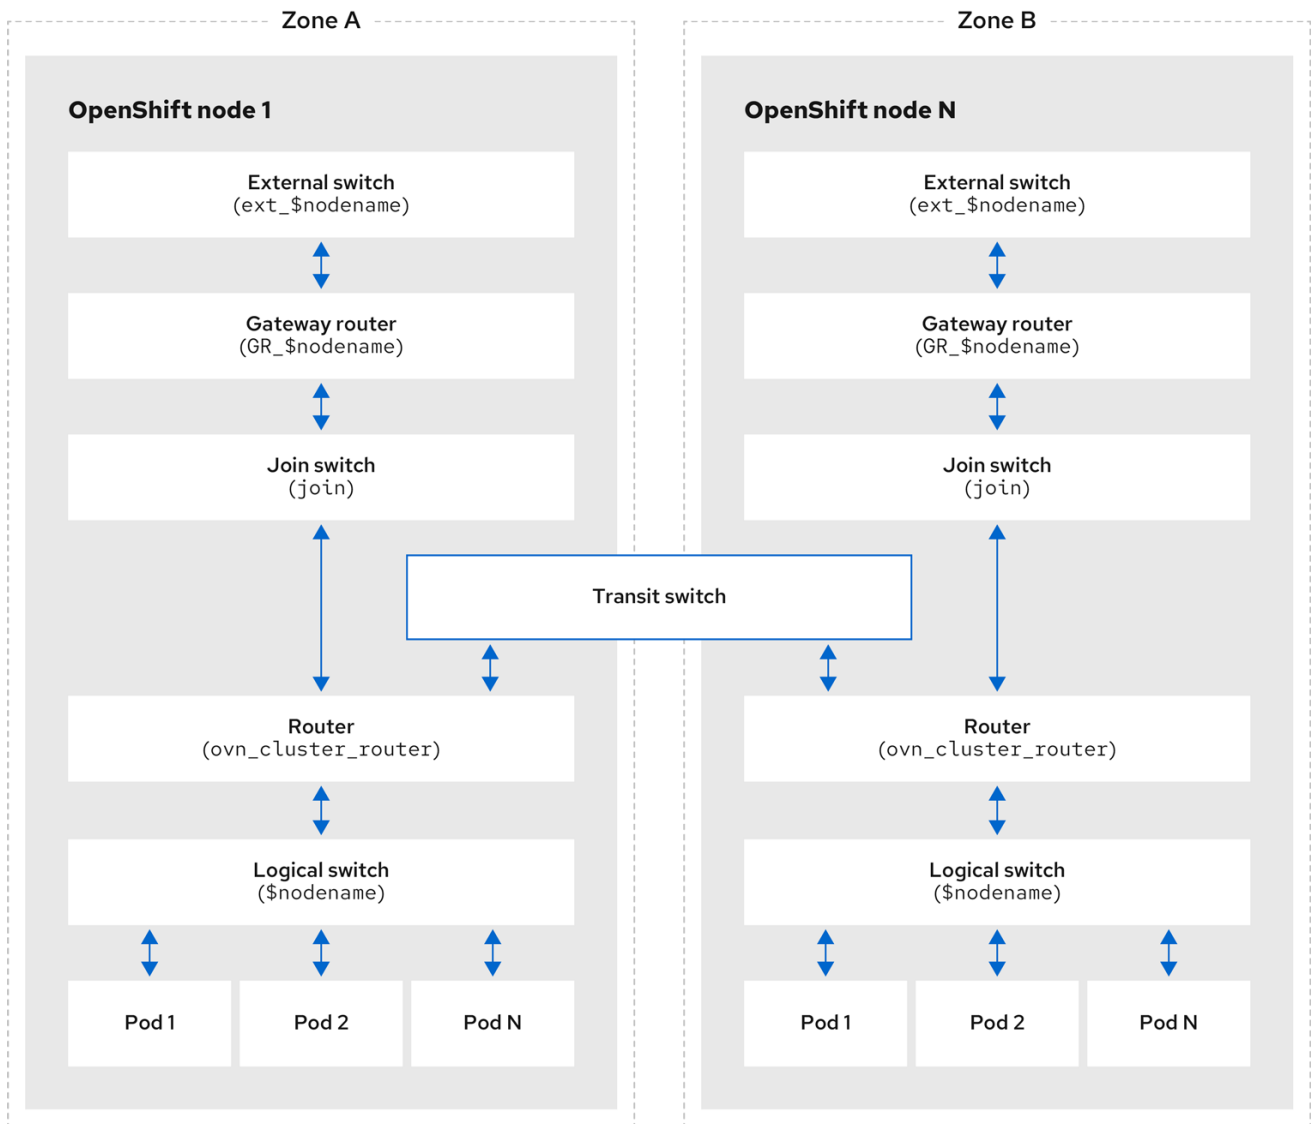 Zone A
OpenShift node 1
External switch
(ext_$nodename)
Gateway router
(GR_$nodename)
Join switch
(join)
Transit switch
Router
(ovn_cluster_router)
Logical switch
($nodename)
Pod 1
Pod 2
Pod N
Zone B
OpenShift node N
External switch
(ext_$nodename)
Gateway router
(GR_$nodename)
Join switch
(join)
Router
(ovn_cluster_router)
Logical switch
($nodename)
Pod 1
Pod 2
Pod N